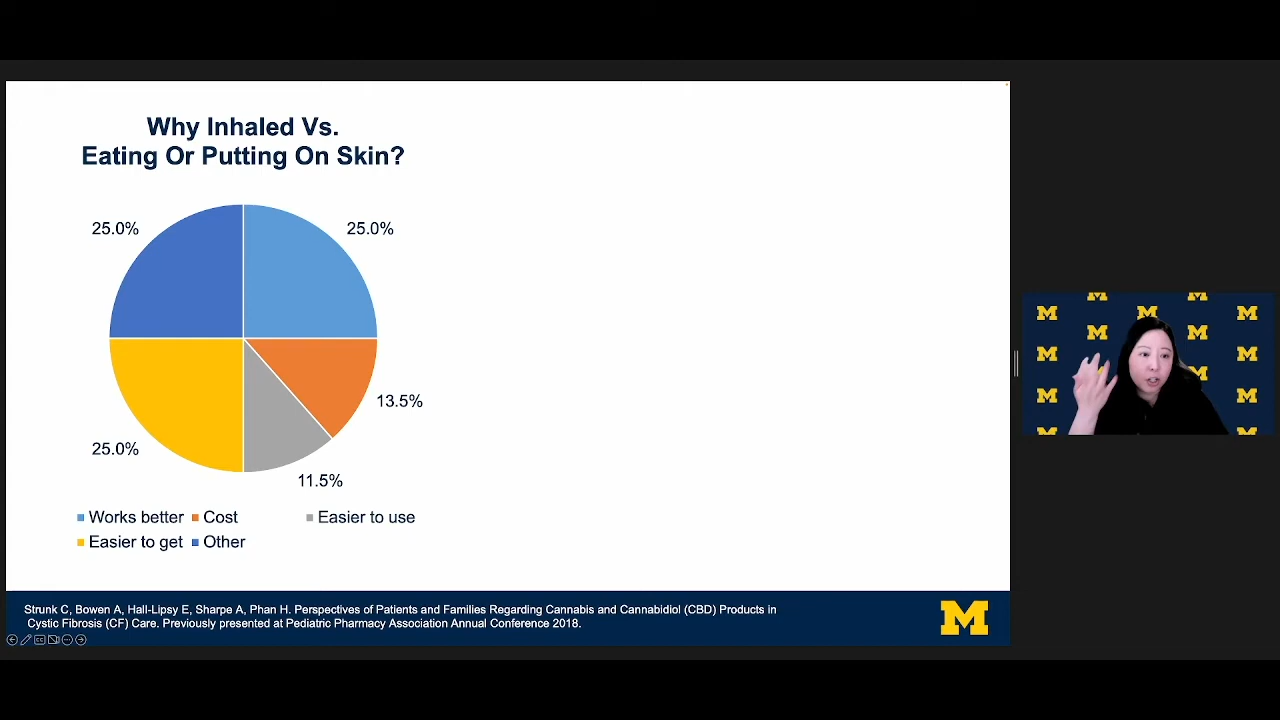 Why Inhaled Vs.
Eating Or Putting On Skin?
25.0%
25.0%
13.5%
25.0%
11.5%
Works better
Cost
Easier to use
Easier to get
Other
Strunk C, Bowen A, Hall-Lipsy E, Sharpe A, Phan H. Perspectives of Patients and Families Regarding Cannabis and Cannabidiol (CBD) Products in
Cystic Fibrosis (CF) Care. Previously presented at Pediatric Pharmacy Association Annual Conference 2018.
M
M M M
M M
M M
M M
M M
M M